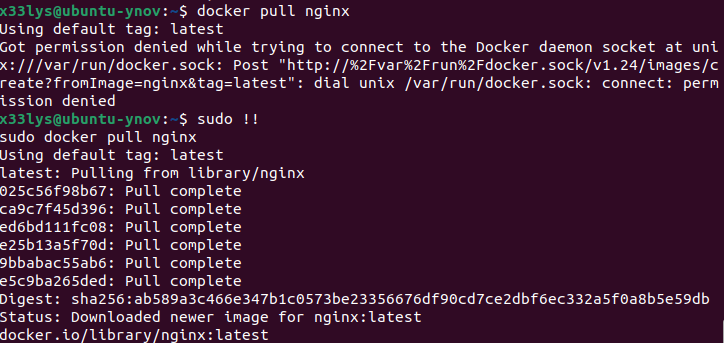 x33lys@ubuntu-ynov:~$ docker pull nginx
Using default tag: latest
Got permission denied while trying to connect to the Docker daemon socket at uni
x:///var/run/docker.sock: Post "http://%2Fvar%2Frun%2Fdocker.sock/v1.24/images/c
reate?fromImage=nginx&tag=latest": dial unix /var/run/docker.sock: connect: perm
ission denied
x33lys@ubuntu-ynov:~$ sudo !!
sudo docker pull nginx
Using default tag: latest
latest: Pulling from library/nginx
025c56f98b67: Pull complete
ca9c7f45d396: Pull complete
ed6bd111fc08: Pull complete
e25b13a5f70d: Pull complete
9bbabac55ab6: Pull complete
e5c9ba265ded: Pull complete
Digest: sha256:ab589a3c466e347b1c0573be23356676df90cd7ce2dbf6ec332a5f0a8b5e59db
Status: Downloaded newer image for nginx:latest
docker.io/library/nginx:latest